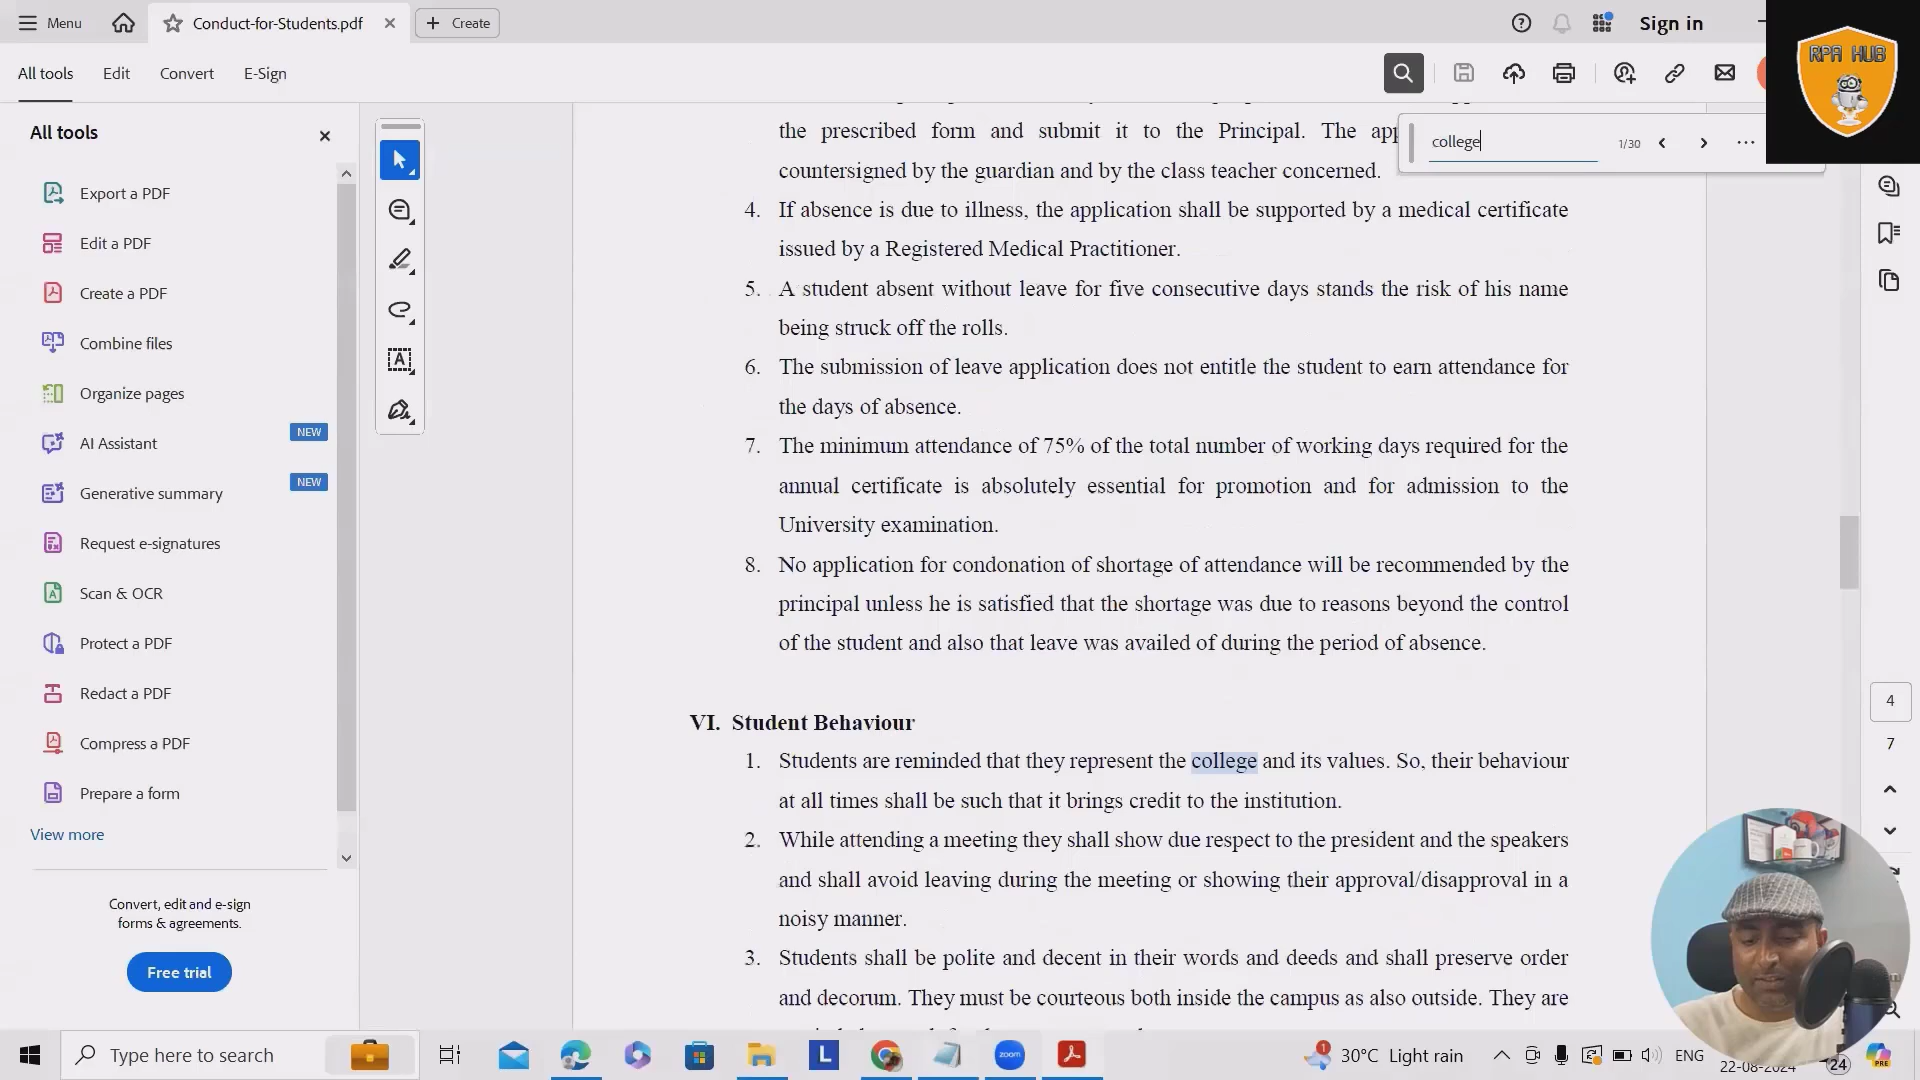 Menu
Conduct-for-Students.pdf
Create
Sign in
All tools
Edit
Convert
E-Sign
RPA HUB
college
1/30
All tools
Export a PDF
Edit a PDF
Create a PDF
Combine files
Organize pages
AI Assistant
NEW
Generative summary
NEW
Request e-signatures
Scan & OCR
Protect a PDF
Redact a PDF
Compress a PDF
Prepare a form
View more
Convert, edit and e-sign
forms & agreements.
Free trial
the prescribed form and submit it to the Principal. The
countersigned by the guardian and by the class teacher concerned.
4. If absence is due to illness, the application shall be supported by a medical certificate
issued by a Registered Medical Practitioner.
5. A student absent without leave for five consecutive days stands the risk of his name
being struck off the rolls.
6. The submission of leave application does not entitle the student to earn attendance for
the days of absence.
7. The minimum attendance of 75% of the total number of working days required for the
annual certificate is absolutely essential for promotion and for admission to the
University examination.
8. No application for condonation of shortage of attendance will be recommended by the
principal unless he is satisfied that the shortage was due to reasons beyond the control
of the student and also that leave was availed of during the period of absence.
VI. Student Behaviour
1. Students are reminded that they represent the college and its values. So, their behaviour
at all times shall be such that it brings credit to the institution.
2. While attending a meeting they shall show due respect to the president and the speakers
and shall avoid leaving during the meeting or showing their approval/disapproval in a
noisy manner.
3. Students shall be polite and decent in their words and deeds and shall preserve order
and decorum. They must be courteous both inside the campus as also outside. They are
4
7
Type here to search
L
zoom
1
30°C Light rain
ENG
22-08-2024
24
PRE